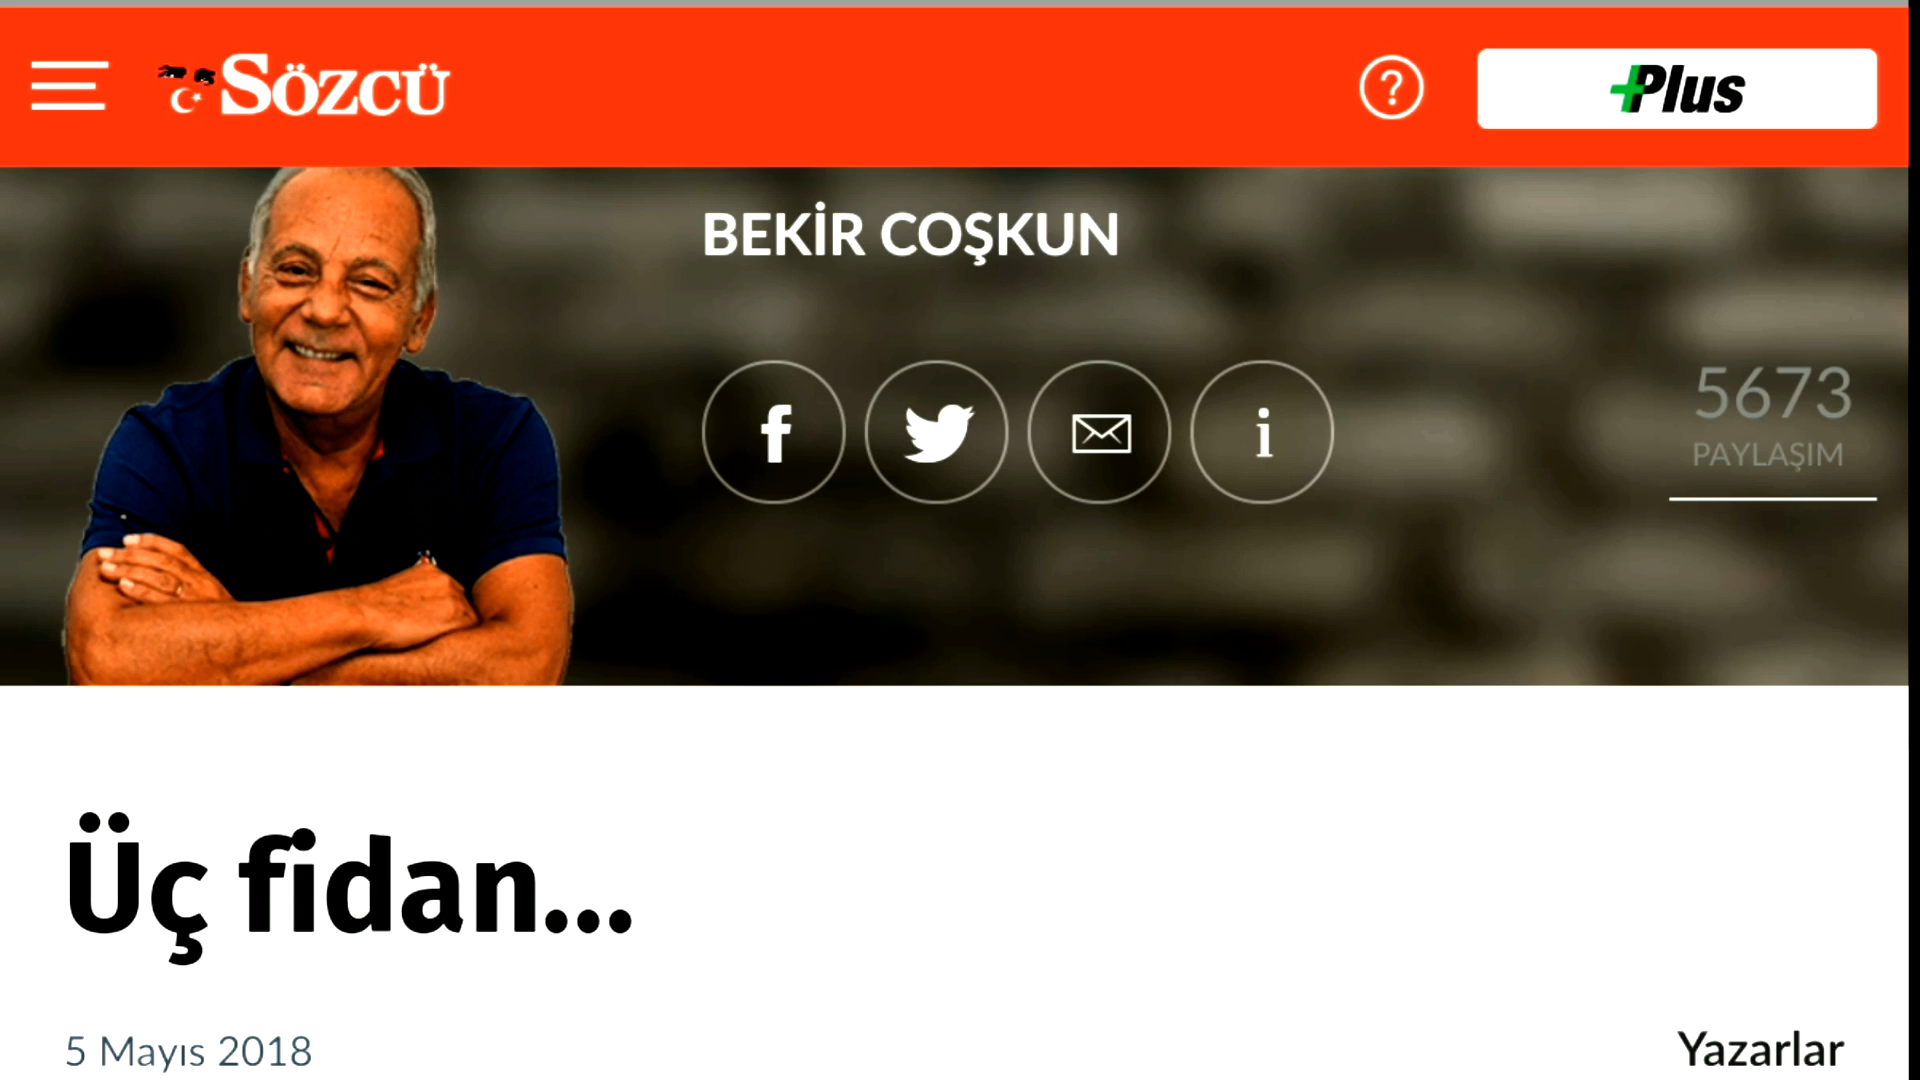 SÖZCÜ
?
+Plus
BEKİR COŞKUN
f
i
5673
PAYLAŞIM
Üç fidan...
5 Mayıs 2018
Yazarlar